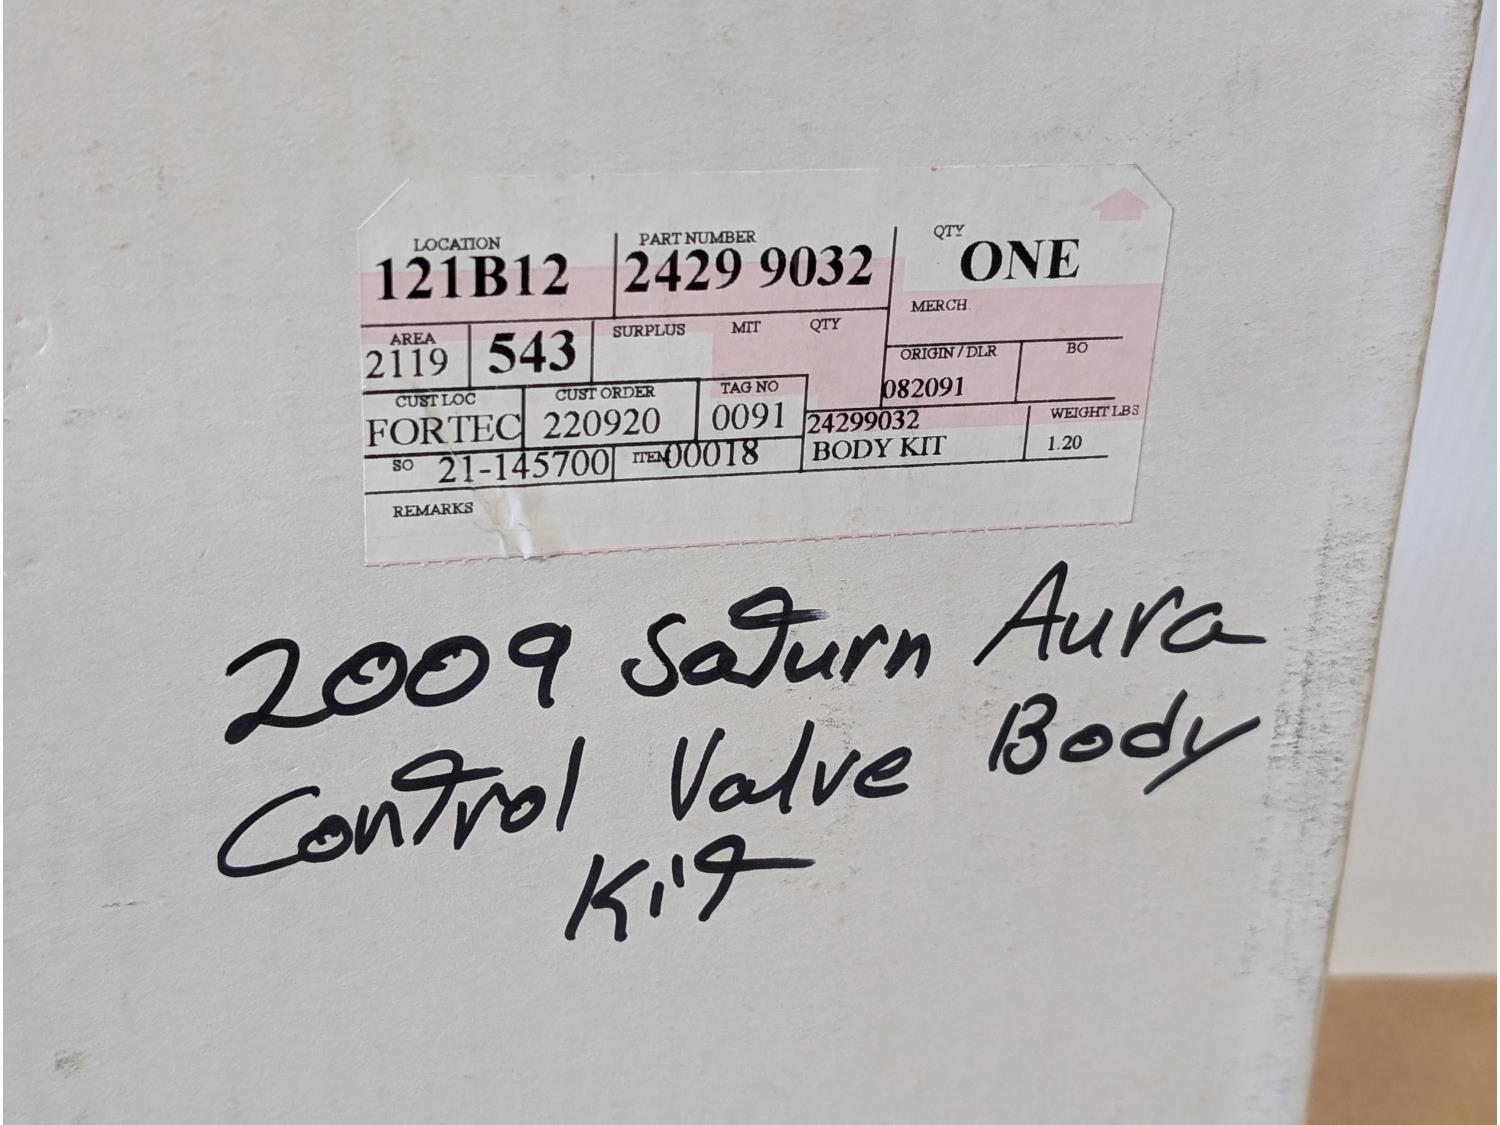 LOCATION PART NUMBER QTY
121B12 2429 9032 ONE
MERCH
AREA 543 SURPLUS MIT QTY
2119 ORIGIN / DLR BO
082091
CUST LOC CUST ORDER TAG NO
FORTEC 220920 0091 24299032 WEIGHT LBS
SO 21-145700 ITEM 00018 BODY KIT 1.20
REMARKS
2009 Saturn Aura
Control Valve Body
Kit